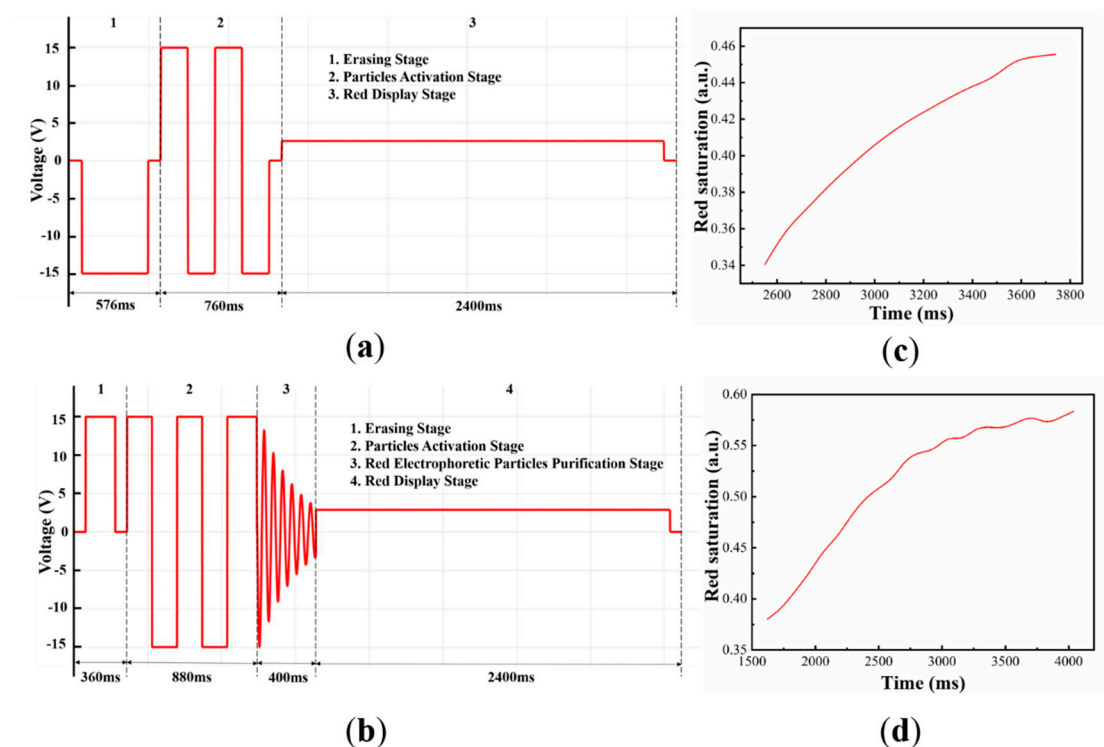 1 2 3
15
10
5
0
-5
-10
-15
Voltage (V)
1. Erasing Stage
2. Particles Activation Stage
3. Red Display Stage
576ms 760ms 2400ms
(a)
0.46
0.44
0.42
0.40
0.38
0.36
0.34
Red saturation (a.u.)
2600 2800 3000 3200 3400 3600 3800
Time (ms)
(c)
1 2 3 4
15
10
5
0
-5
-10
-15
Voltage (V)
1. Erasing Stage
2. Particles Activation Stage
3. Red Electrophoretic Particles Purification Stage
4. Red Display Stage
360ms 880ms 400ms 2400ms
(b)
0.60
0.55
0.50
0.45
0.40
0.35
Red saturation (a.u.)
1500 2000 2500 3000 3500 4000
Time (ms)
(d)